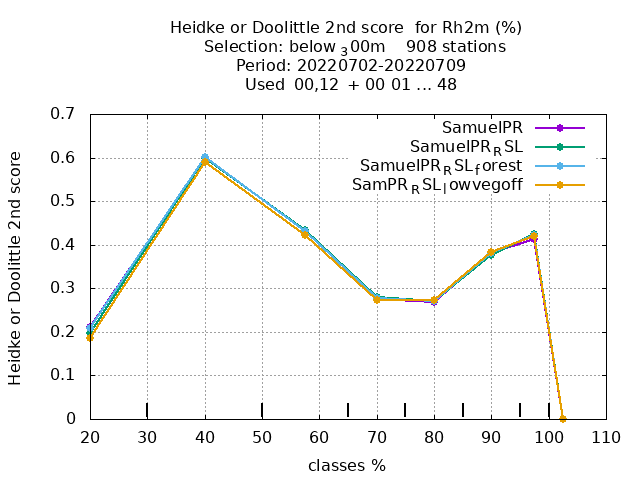 Heidke or Doolittle 2nd score  for Rh2m (%)
Selection: below ₃00m    908 stations
Period: 20220702-20220709
Used  00,12  + 00 01 ... 48
SamuelPR
SamuelPR_RSL
SamuelPR_RSL_forest
SamPR_RSL_lowvegoff
Heidke or Doolittle 2nd score
0.7
0.6
0.5
0.4
0.3
0.2
0.1
0
20 30 40 50 60 70 80 90 100 110
classes %